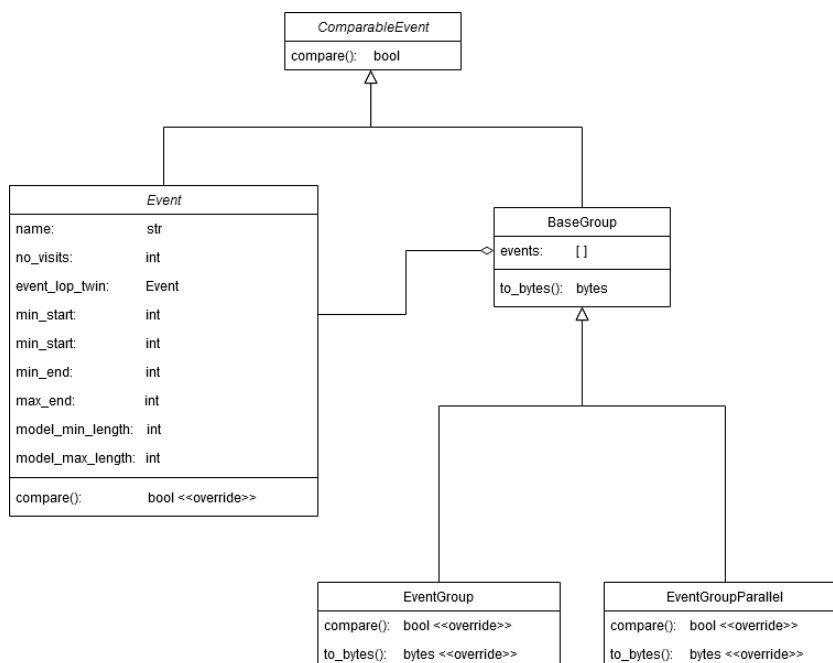 ComparableEvent
compare(): bool
Event
name: str
no_visits: int
event_lop_twin: Event
min_start: int
min_start: int
min_end: int
max_end: int
model_min_length: int
model_max_length: int
compare(): bool <<override>>
BaseGroup
events: [ ]
to_bytes(): bytes
EventGroup
compare(): bool <<override>>
to_bytes(): bytes <<override>>
EventGroupParallel
compare(): bool <<override>>
to_bytes(): bytes <<override>>